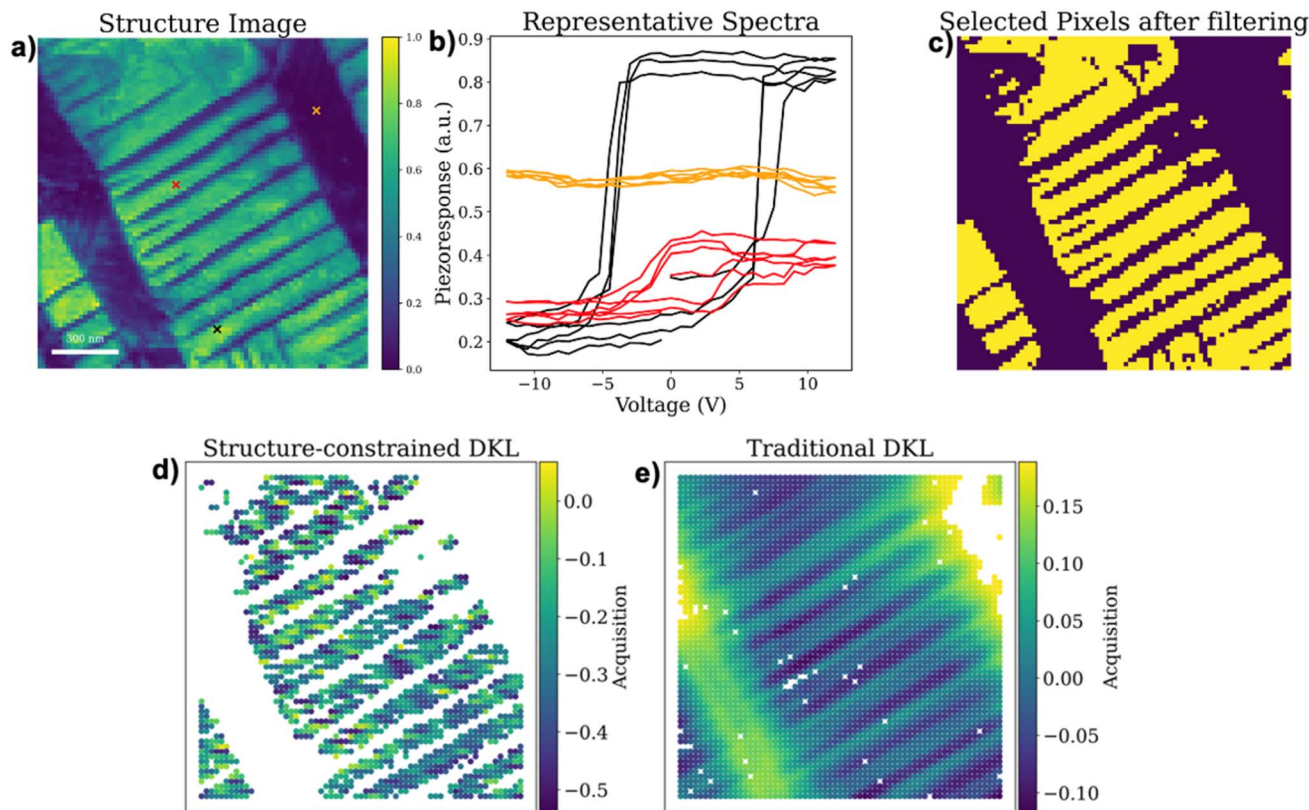 Structure Image
a)
1.0
0.8
0.6
0.4
0.2
0.0
300 nm
Representative Spectra
b)
Piezoresponse (a.u.)
0.9
0.8
0.7
0.6
0.5
0.4
0.3
0.2
−10
−5
0
5
10
Voltage (V)
Selected Pixels after filtering
c)
Structure-constrained DKL
d)
0.0
−0.1
−0.2
−0.3
−0.4
−0.5
Acquisition
Traditional DKL
e)
0.15
0.10
0.05
0.00
−0.05
−0.10
Acquisition